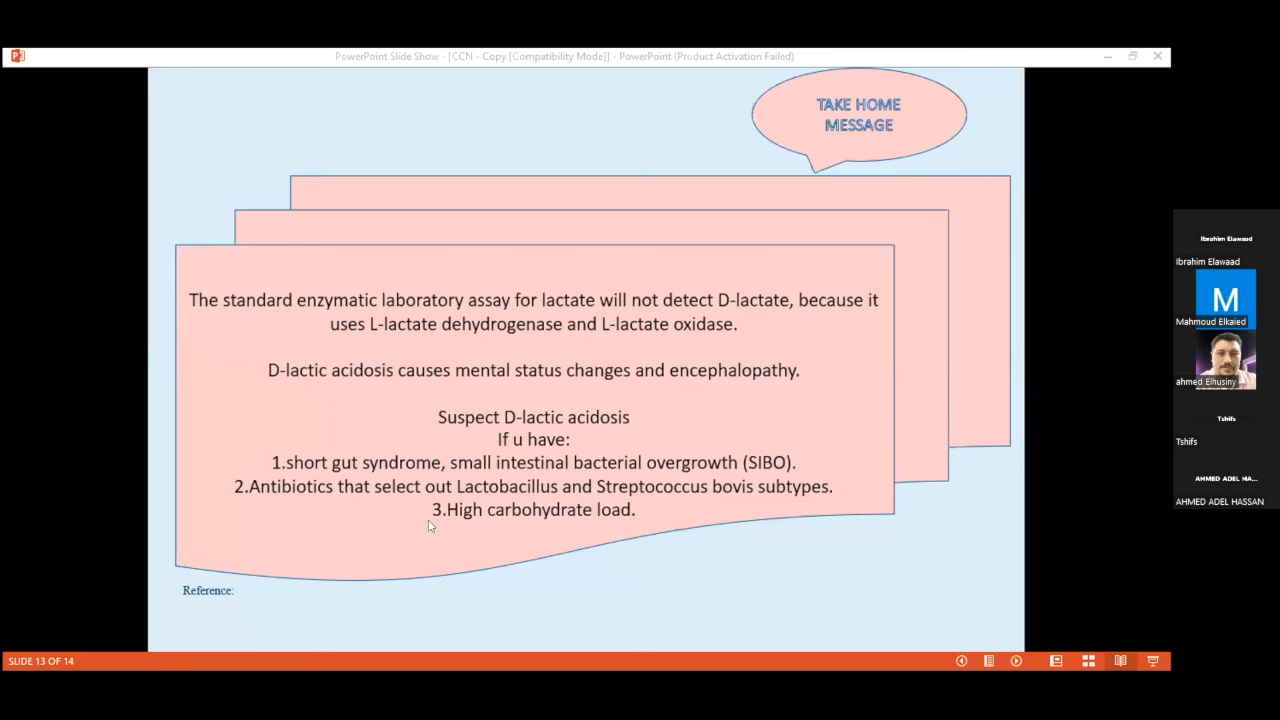 PowerPoint Slide Show - [CCN - Copy [Compatibility Mode]] - PowerPoint (Product Activation Failed)
TAKE HOME
MESSAGE
The standard enzymatic laboratory assay for lactate will not detect D-lactate, because it
uses L-lactate dehydrogenase and L-lactate oxidase.
D-lactic acidosis causes mental status changes and encephalopathy.
Suspect D-lactic acidosis
If u have:
1.short gut syndrome, small intestinal bacterial overgrowth (SIBO).
2.Antibiotics that select out Lactobacillus and Streptococcus bovis subtypes.
3.High carbohydrate load.
Reference:
SLIDE 13 OF 14
Ibrahim Elawaad
Ibrahim Elawaad
M
Mahmoud Elkaied
ahmed Elhusiny
Tshifs
Tshifs
AHMED ADEL HA...
AHMED ADEL HASSAN